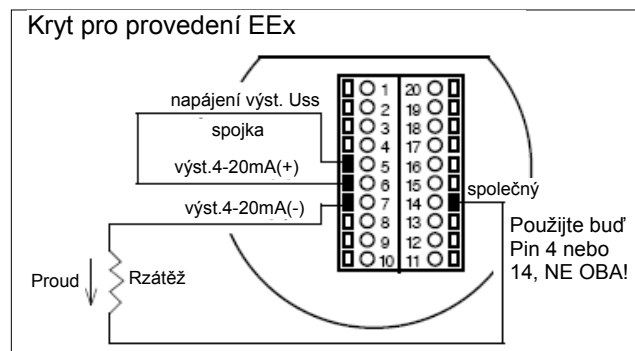 Kryt pro provedení EEx
napájení výst. Uss
spojka
výst.4-20mA(+)
výst.4-20mA(-)
1 20
2 19
3 18
4 17
5 16
6 15
7 14
8 13
9 12
10 11
společný
Použijte buď
Pin 4 nebo
14, NE OBA!
Proud
Rzátěž